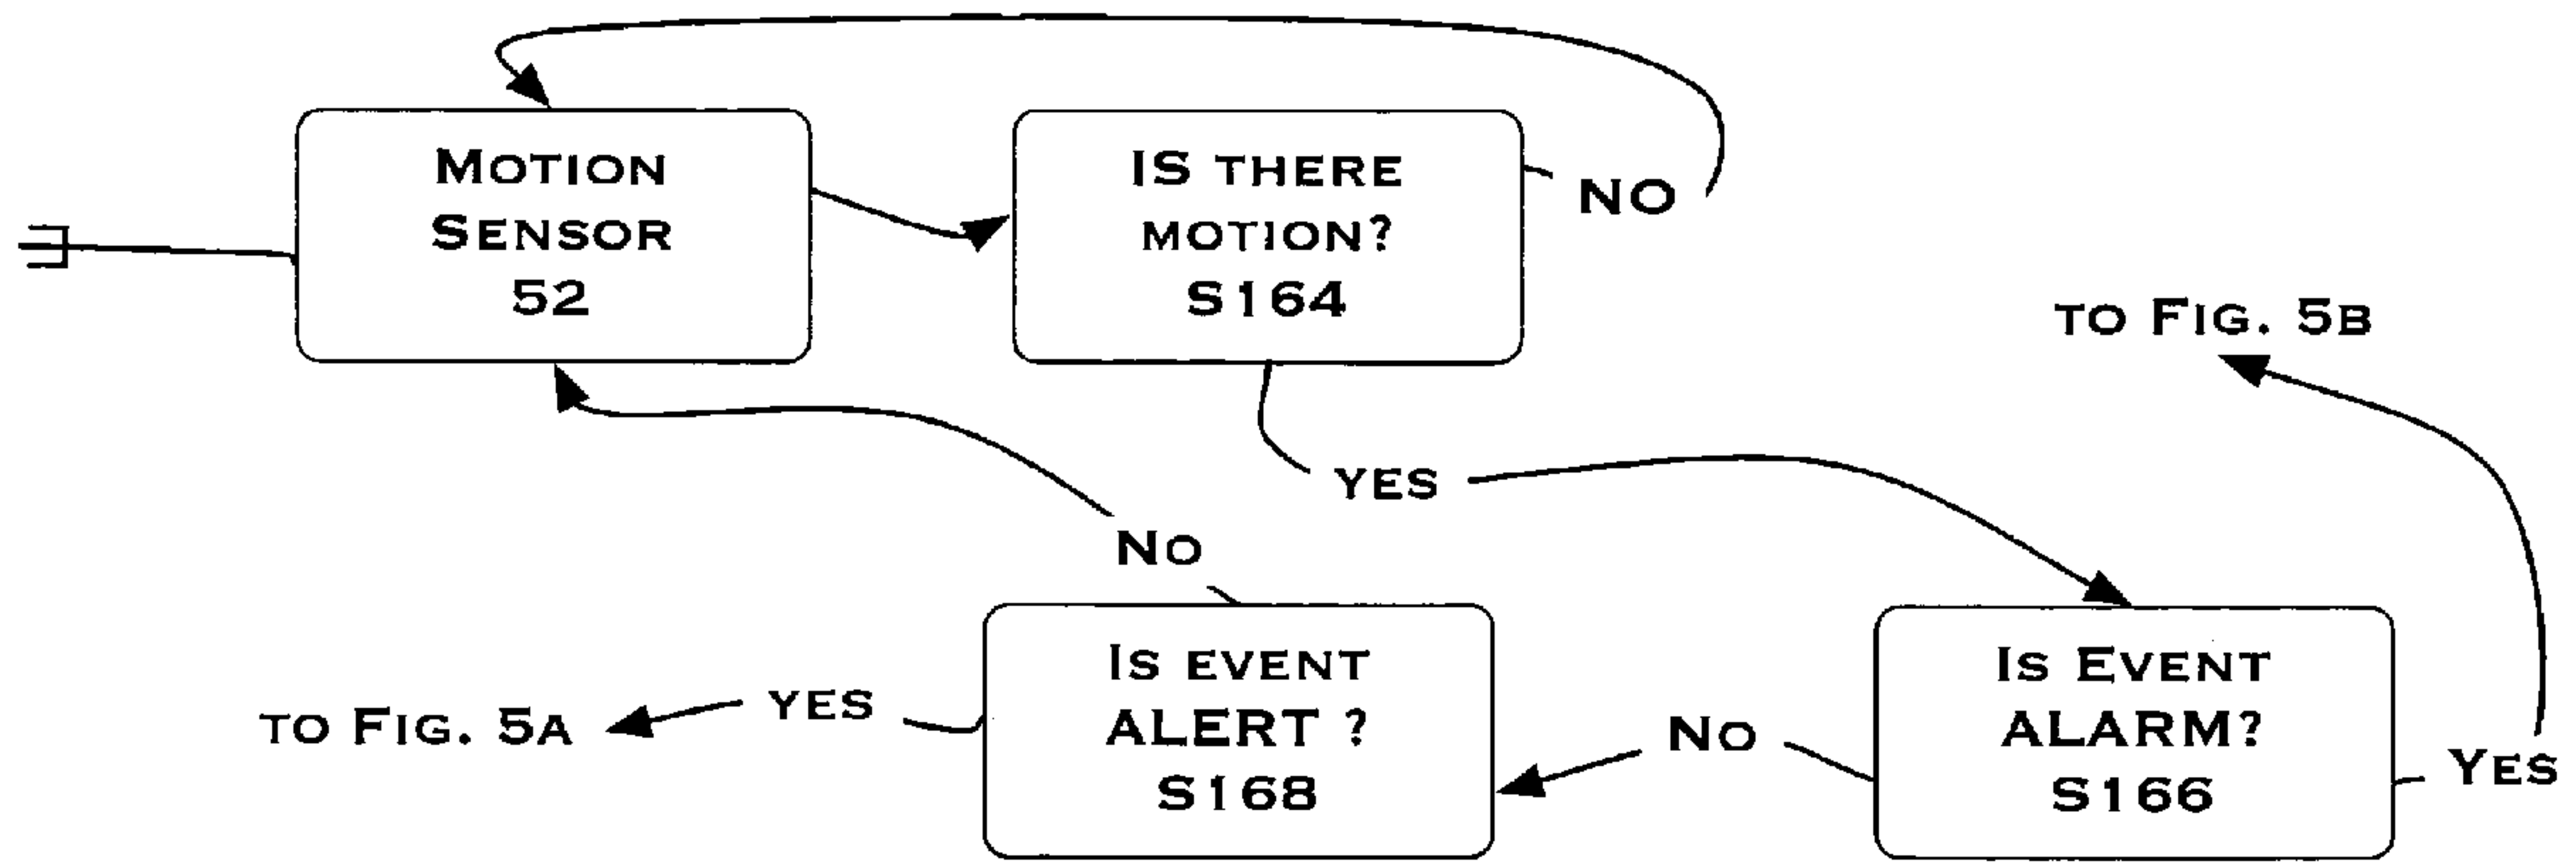 MOTION
SENSOR
52
IS THERE
MOTION?
S164
NO
TO FIG. 5B
YES
NO
IS EVENT
ALERT ?
S168
IS EVENT
ALARM?
S166
TO FIG. 5A
YES
NO
YES